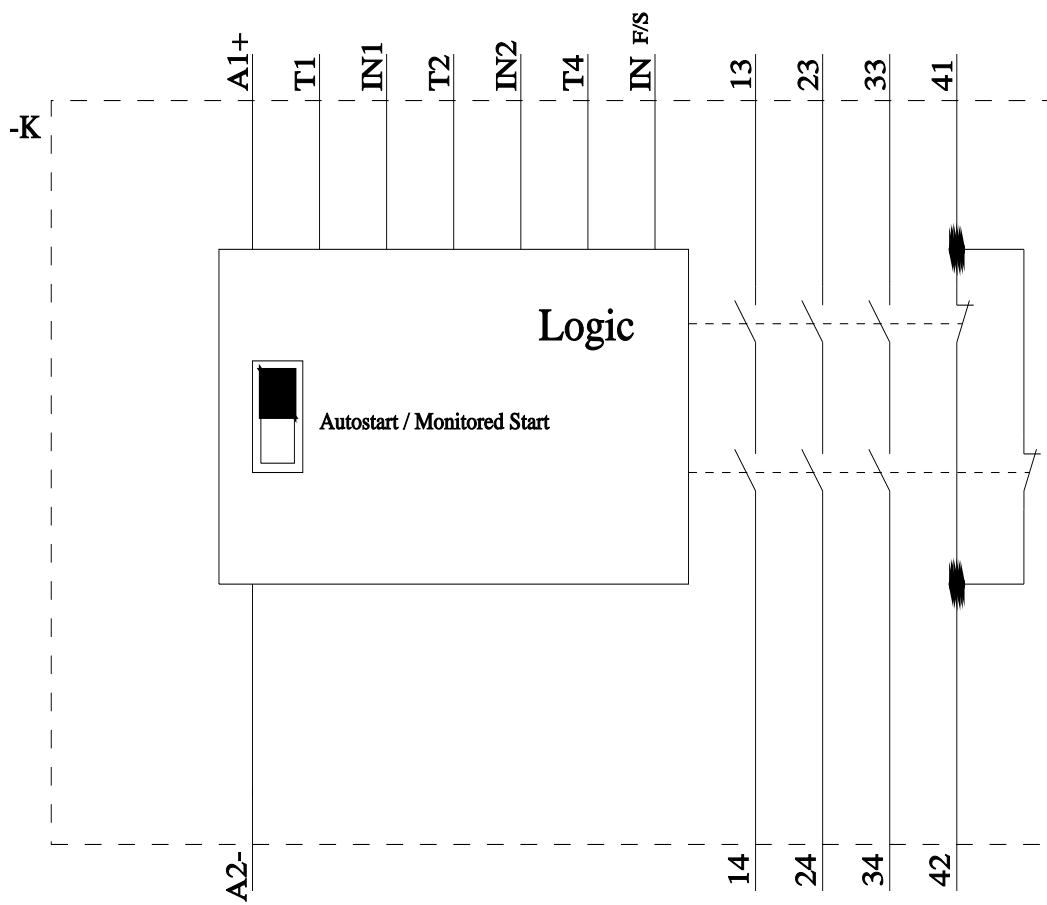 A1+
T1
IN1
T2
IN2
T4
IN F/S
13
23
33
41
-K
Logic
Autostart / Monitored Start
A2-
14
24
34
42